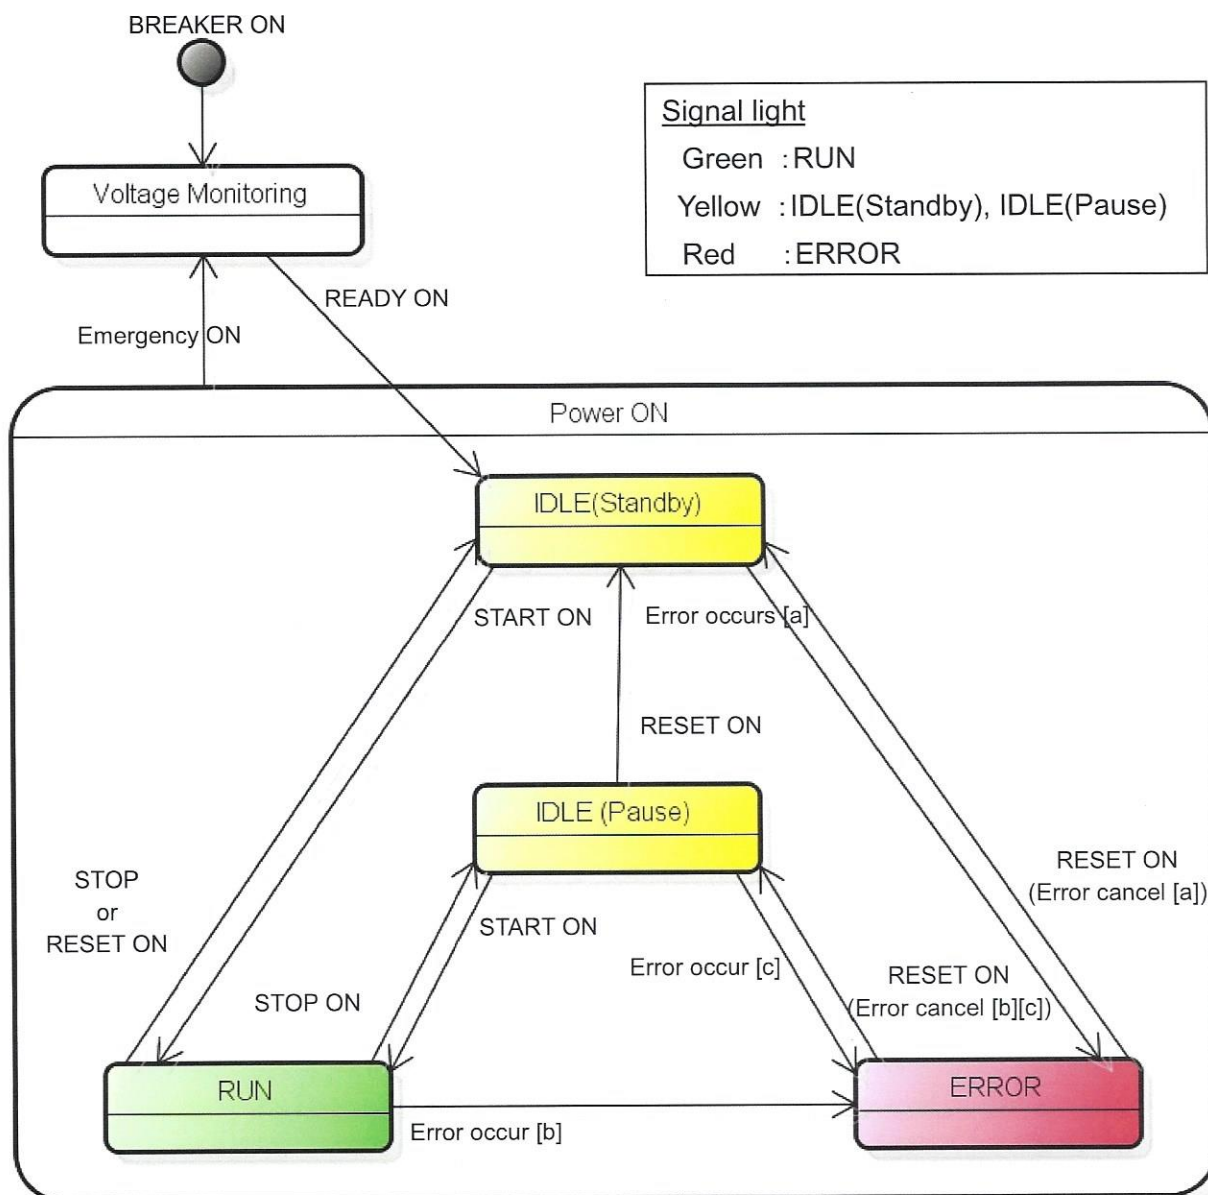 BREAKER ON
Signal light
Green :RUN
Yellow :IDLE(Standby), IDLE(Pause)
Red :ERROR
Voltage Monitoring
READY ON
Emergency ON
Power ON
IDLE(Standby)
START ON
Error occurs [a]
RESET ON
IDLE (Pause)
STOP
or
RESET ON
START ON
RESET ON
(Error cancel [a])
Error occur [c]
RESET ON
(Error cancel [b][c])
STOP ON
RUN
ERROR
Error occur [b]